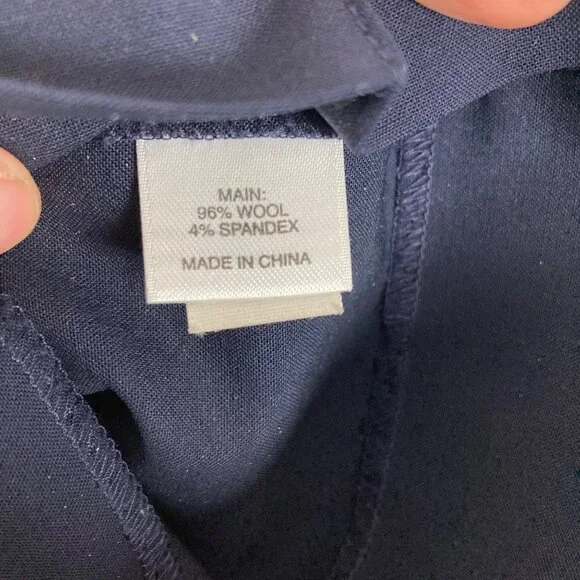 MAIN:
96% WOOL
4% SPANDEX
MADE IN CHINA